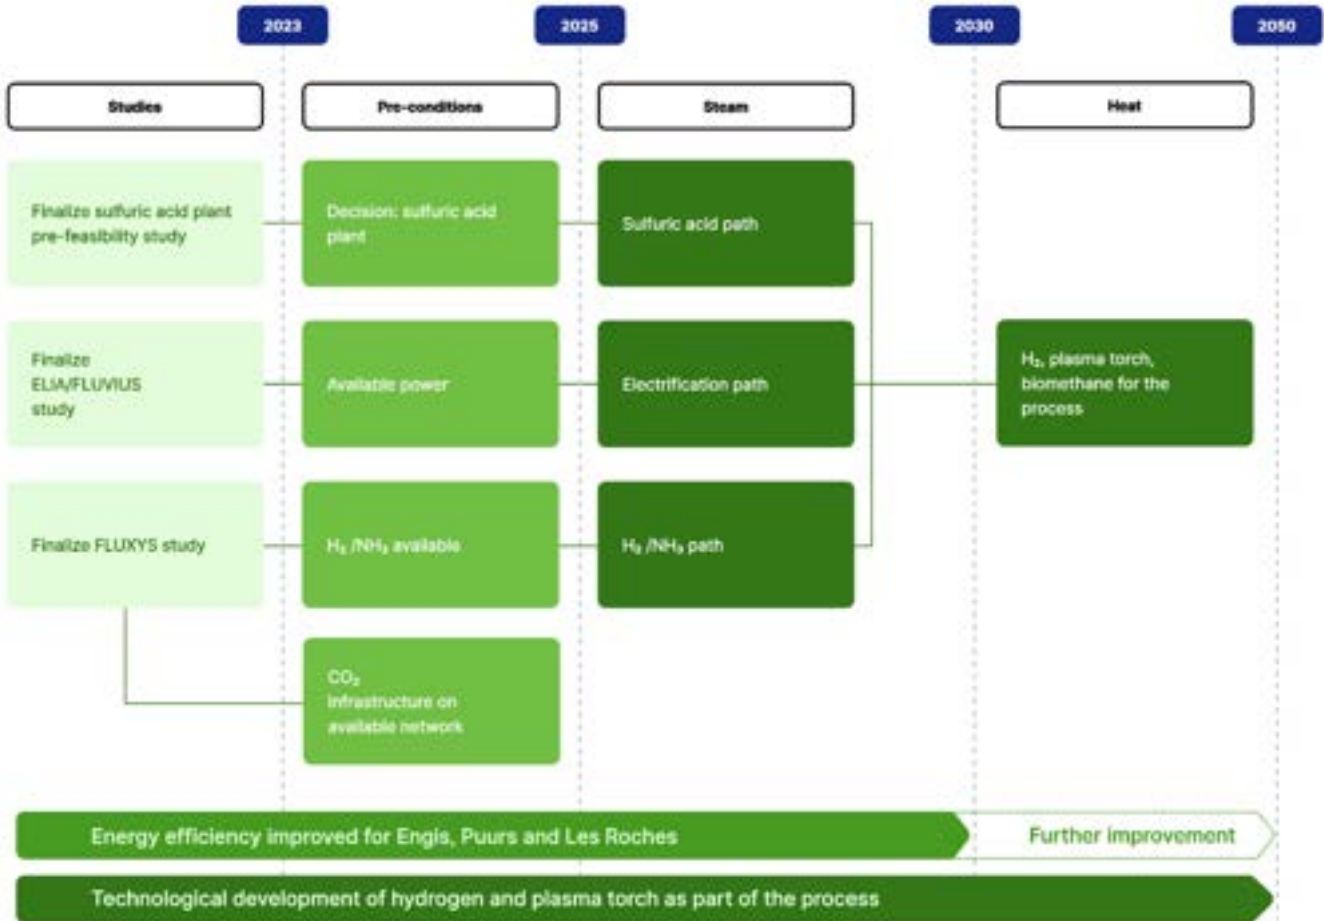 2023
2025
2030
2050
Studies
Pre-conditions
Steam
Heat
Finalize sulfuric acid plant
pre-feasibility study
Decision: sulfuric acid
plant
Sulfuric acid path
Finalize
ELIA/FLUVIUS
study
Available power
Electrification path
H₂, plasma torch,
biomethane for the
process
Finalize FLUXYS study
H₂ /NH₃ available
H₂ /NH₃ path
CO₂
Infrastructure on
available network
Energy efficiency improved for Engis, Puurs and Les Roches
Further improvement
Technological development of hydrogen and plasma torch as part of the process